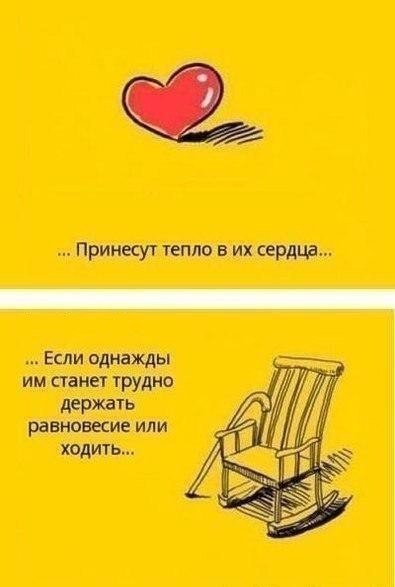 ... Принесут тепло в их сердца...
... Если однажды
им станет трудно
держать
равновесие или
ходить...